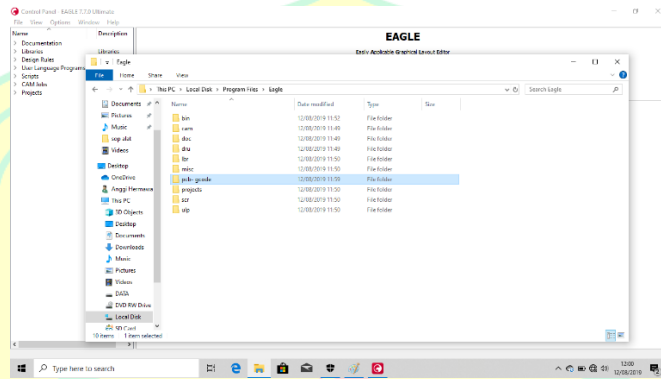 Control Panel - EAGLE 7.7.0 Ultimate
File View Options Window Help
Name Description
Documentation
Libraries Libraries
Design Rules
User Language Programs
Scripts
CAM Jobs
Projects
EAGLE
Easily Applicable Graphical Layout Editor
Eagle
File Home Share View
This PC > Local Disk > Program Files > Eagle
Search Eagle
Name Date modified Type Size
bin 12/08/2019 11:52 File folder
cam 12/08/2019 11:49 File folder
doc 12/08/2019 11:49 File folder
dru 12/08/2019 11:49 File folder
lbr 12/08/2019 11:50 File folder
misc 12/08/2019 11:50 File folder
pcb-gcode 12/08/2019 11:59 File folder
projects 12/08/2019 11:50 File folder
scr 12/08/2019 11:50 File folder
ulp 12/08/2019 11:50 File folder
Documents
Pictures
Music
sop alat
Videos
Desktop
OneDrive
Anggi Hermawa
This PC
3D Objects
Desktop
Documents
Downloads
Music
Pictures
Videos
DATA
DVD RW Drive
Local Disk
SD Card
10 items 1 item selected
Type here to search
12:00
12/08/2019